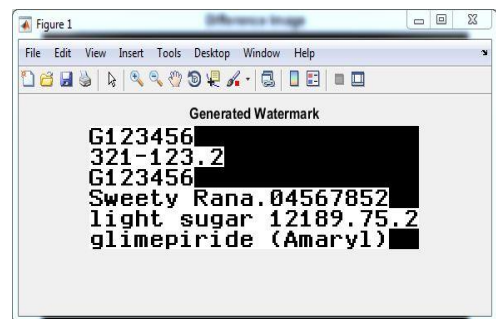 Figure 1
Difference Image
File Edit View Insert Tools Desktop Window Help
Generated Watermark
G123456
321-123.2
G123456
Sweety Rana.04567852
light sugar 12189.75.2
glimepiride (Amaryl)